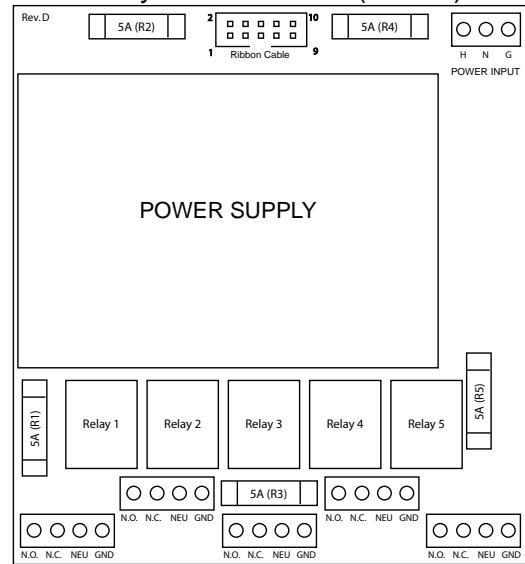 Rev. D
5A (R2)
2
10
1
9
Ribbon Cable
5A (R4)
H N G
POWER INPUT
POWER SUPPLY
5A (R1)
Relay 1
Relay 2
Relay 3
Relay 4
Relay 5
5A (R5)
5A (R3)
N.O. N.C. NEU GND
N.O. N.C. NEU GND
N.O. N.C. NEU GND
N.O. N.C. NEU GND
N.O. N.C. NEU GND